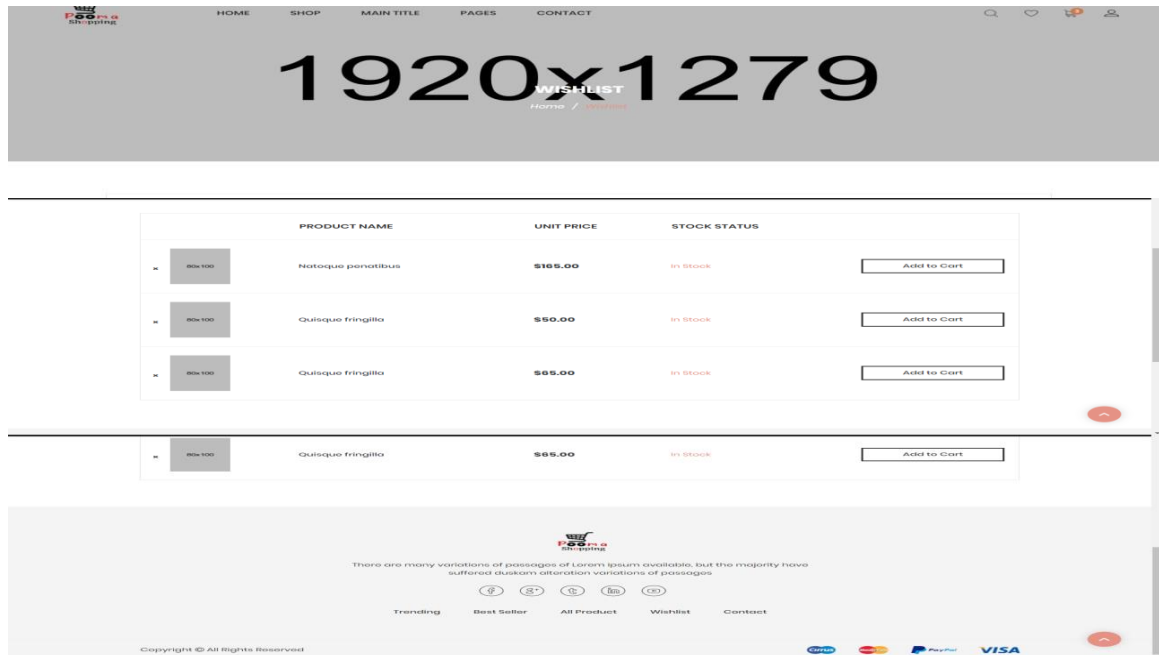 Pooma
Shopping
HOME SHOP MAIN TITLE PAGES CONTACT
1920x1279
WISHLIST
Home / Wishlist
PRODUCT NAME UNIT PRICE STOCK STATUS
80x100 Natoque penatibus $165.00 In Stock Add to Cart
80x100 Quisque fringilla $50.00 In Stock Add to Cart
80x100 Quisque fringilla $65.00 In Stock Add to Cart
80x100 Quisque fringilla $65.00 In Stock Add to Cart
Pooma
Shopping
There are many variations of passages of Lorem Ipsum available, but the majority have
suffered duskam alteration variations of passages
Trending Best Seller All Product Wishlist Contact
Copyright © All Rights Reserved Cirrus PayPal VISA